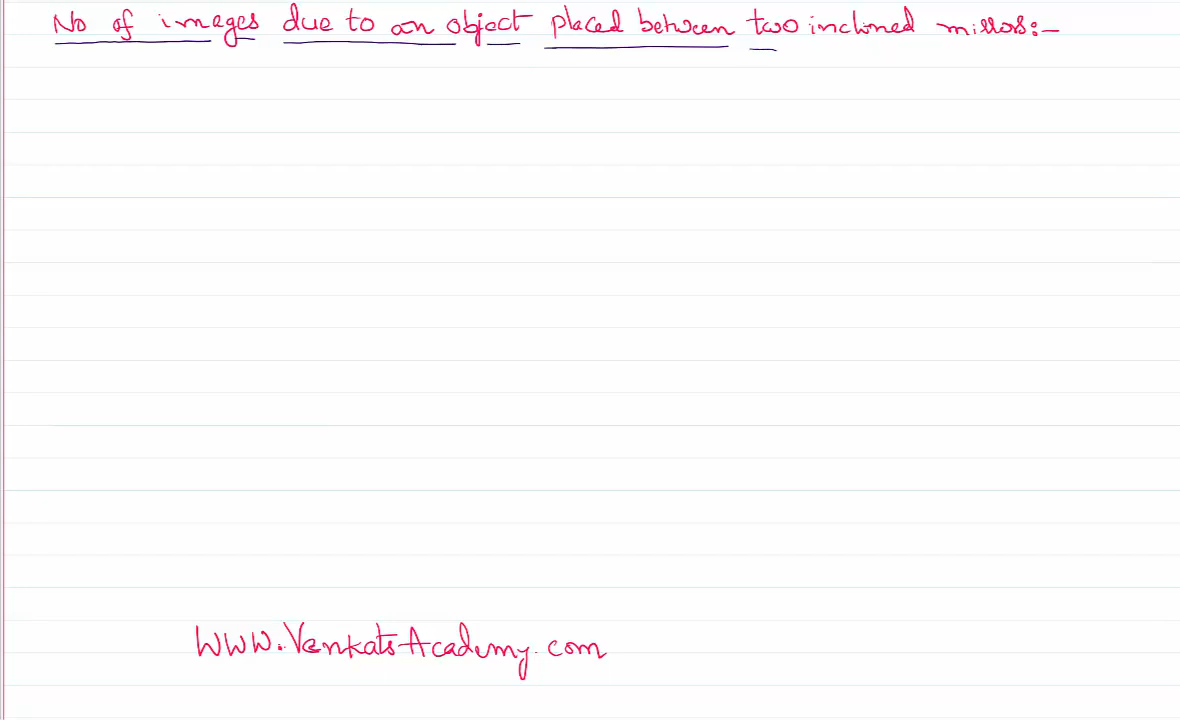 No of images due to an object placed between two inclined mirrors:-
www.VenkatsAcademy.com